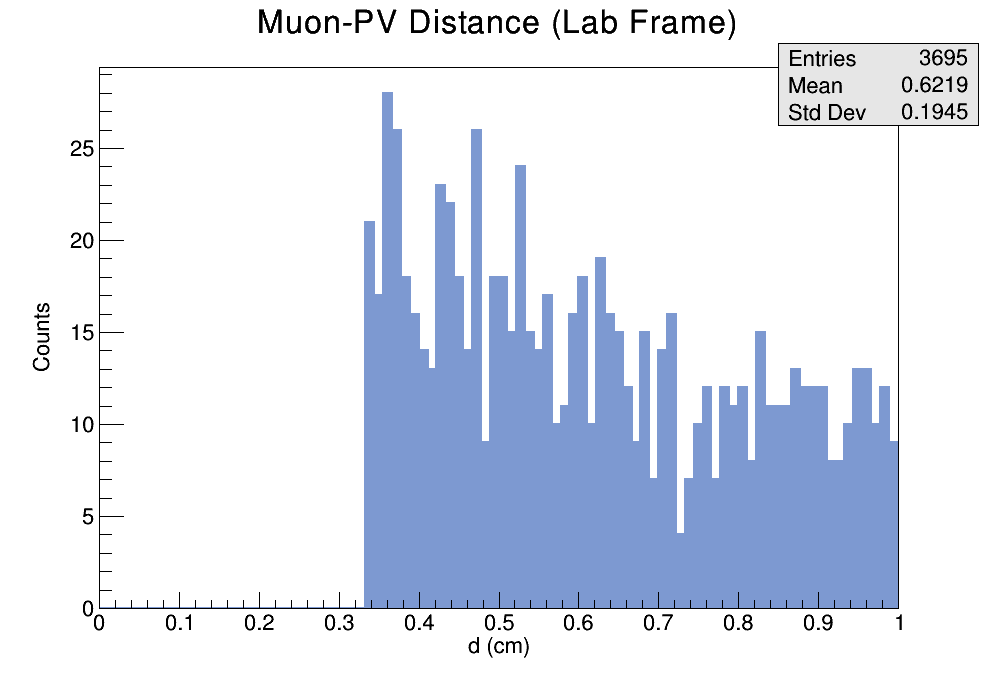 Muon-PV Distance (Lab Frame)
Entries 3695
Mean 0.6219
Std Dev 0.1945
25
20
15
10
5
0
Counts
0 0.1 0.2 0.3 0.4 0.5 0.6 0.7 0.8 0.9 1
d (cm)